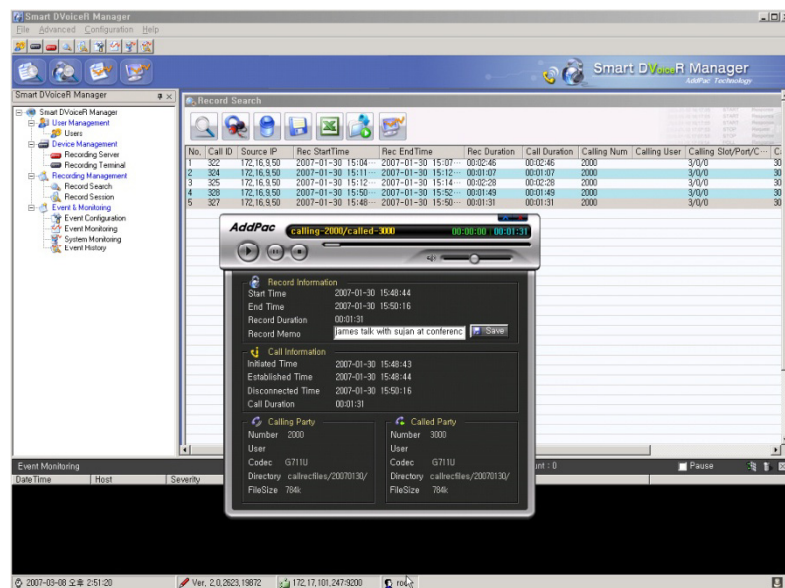 Smart DVoiceR Manager
File Advanced Configuration Help
Smart DVoiceR Manager
AddPac Technology
Smart DVoiceR Manager
Smart DVoiceR Manager
User Management
Users
Device Management
Recording Server
Recording Terminal
Recording Management
Record Search
Record Session
Event & Monitoring
Event Configuration
Event Monitoring
System Monitoring
Event History
Record Search
No, Call ID Source IP Rec StartTime Rec EndTime Rec Duration Call Duration Calling Num Calling User Calling Slot/Port/C···
1 322 172,16,9,50 2007-01-30 15:04··· 2007-01-30 15:07··· 00:02:46 00:02:46 2000 3/0/0 30
2 324 172,16,9,50 2007-01-30 15:11··· 2007-01-30 15:12··· 00:01:07 00:01:07 2000 3/0/0 30
3 325 172,16,9,50 2007-01-30 15:12··· 2007-01-30 15:14··· 00:02:28 00:02:28 2000 3/0/0 30
4 328 172,16,9,50 2007-01-30 15:50··· 2007-01-30 15:52··· 00:01:49 00:01:49 2000 3/0/0 30
5 327 172,16,9,50 2007-01-30 15:48··· 2007-01-30 15:50··· 00:01:31 00:01:31 2000 3/0/0 30
AddPac calling-2000/called-3000 00:00:00 00:01:31
Record Information
Start Time 2007-01-30 15:48:44
End Time 2007-01-30 15:50:16
Record Duration 00:01:31
Record Memo james talk with sujan at conferenc Save
Call Information
Initiated Time 2007-01-30 15:48:43
Established Time 2007-01-30 15:48:44
Disconnected Time 2007-01-30 15:50:16
Call Duration 00:01:31
Calling Party
Number 2000
User
Codec G711U
Directory callrecfiles/20070130/
FileSize 784k
Called Party
Number 3000
User
Codec G711U
Directory callrecfiles/20070130/
FileSize 784k
Event Monitoring
unt : 0 Pause
DateTime Host Severity
2007-03-08 오후 2:51:20 Ver, 2,0,2623,19872 172,17,101,247:9200